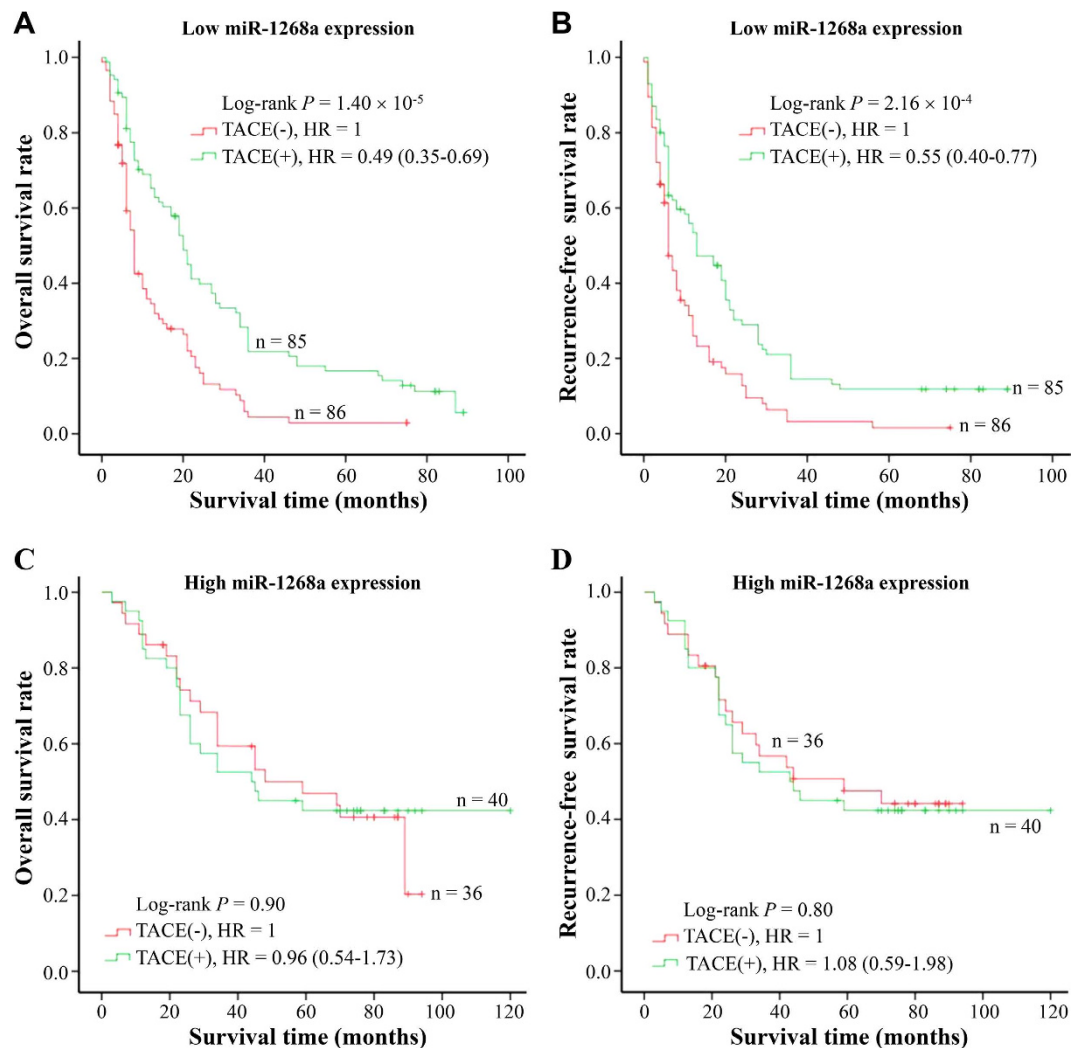 A
Low miR-1268a expression
Overall survival rate
1.0
0.8
0.6
0.4
0.2
0.0
Log-rank P = 1.40 × 10⁻⁵
TACE(-), HR = 1
TACE(+), HR = 0.49 (0.35-0.69)
n = 85
n = 86
0 20 40 60 80 100
Survival time (months)
B
Low miR-1268a expression
Recurrence-free survival rate
1.0
0.8
0.6
0.4
0.2
0.0
Log-rank P = 2.16 × 10⁻⁴
TACE(-), HR = 1
TACE(+), HR = 0.55 (0.40-0.77)
n = 85
n = 86
0 20 40 60 80 100
Survival time (months)
C
High miR-1268a expression
Overall survival rate
1.0
0.8
0.6
0.4
0.2
0.0
n = 40
n = 36
Log-rank P = 0.90
TACE(-), HR = 1
TACE(+), HR = 0.96 (0.54-1.73)
0 20 40 60 80 100 120
Survival time (months)
D
High miR-1268a expression
Recurrence-free survival rate
1.0
0.8
0.6
0.4
0.2
0.0
n = 36
n = 40
Log-rank P = 0.80
TACE(-), HR = 1
TACE(+), HR = 1.08 (0.59-1.98)
0 20 40 60 80 100 120
Survival time (months)